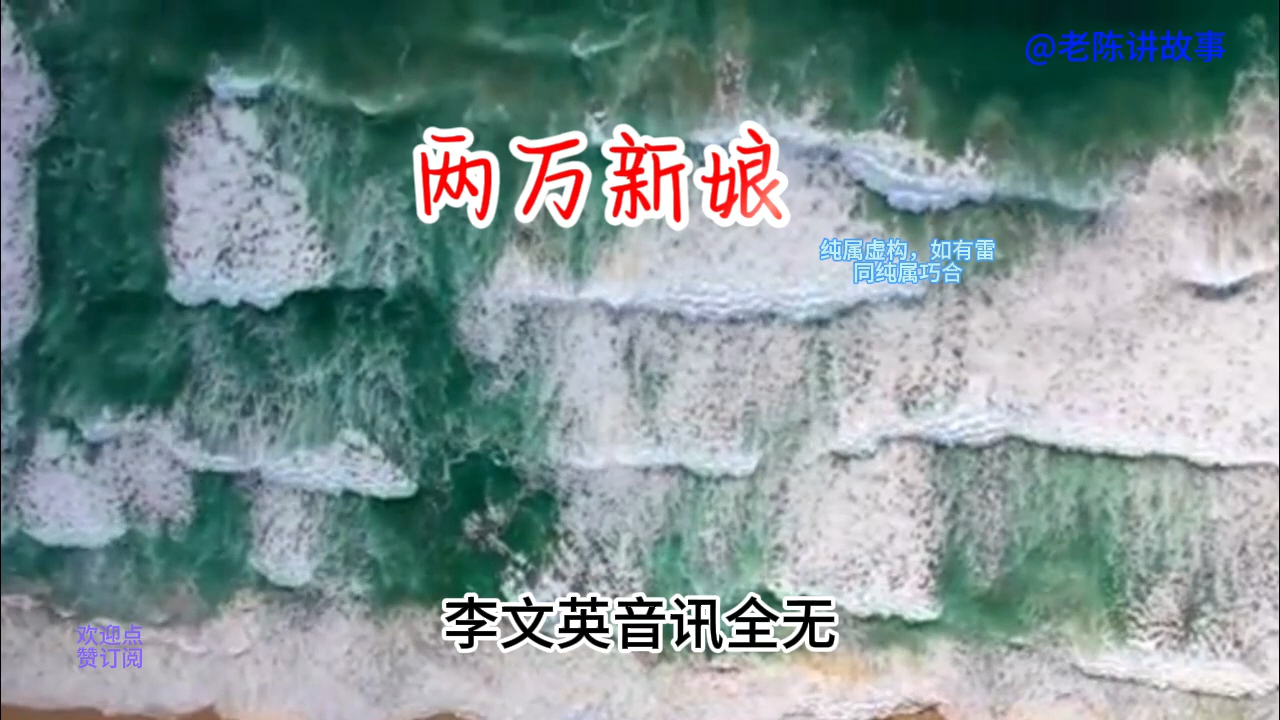 @老陈讲故事
两万新娘
纯属虚构，如有雷
同纯属巧合
李文英音讯全无
欢迎点
赞订阅